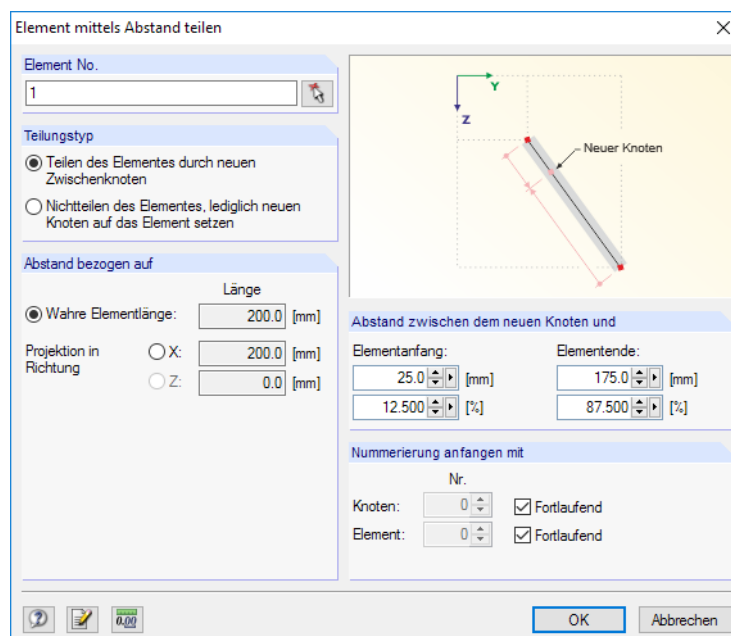 Element mittels Abstand teilen
Element No.
1
Teilungstyp
Teilen des Elementes durch neuen
Zwischenknoten
Nichtteilen des Elementes, lediglich neuen
Knoten auf das Element setzen
Abstand bezogen auf
Länge
Wahre Elementlänge: 200.0 [mm]
Projektion in
Richtung
X: 200.0 [mm]
Z: 0.0 [mm]
Y
Z
Neuer Knoten
Abstand zwischen dem neuen Knoten und
Elementanfang: Elementende:
25.0 [mm] 175.0 [mm]
12.500 [%] 87.500 [%]
Nummerierung anfangen mit
Nr.
Knoten: 0 Fortlaufend
Element: 0 Fortlaufend
0.00
OK Abbrechen